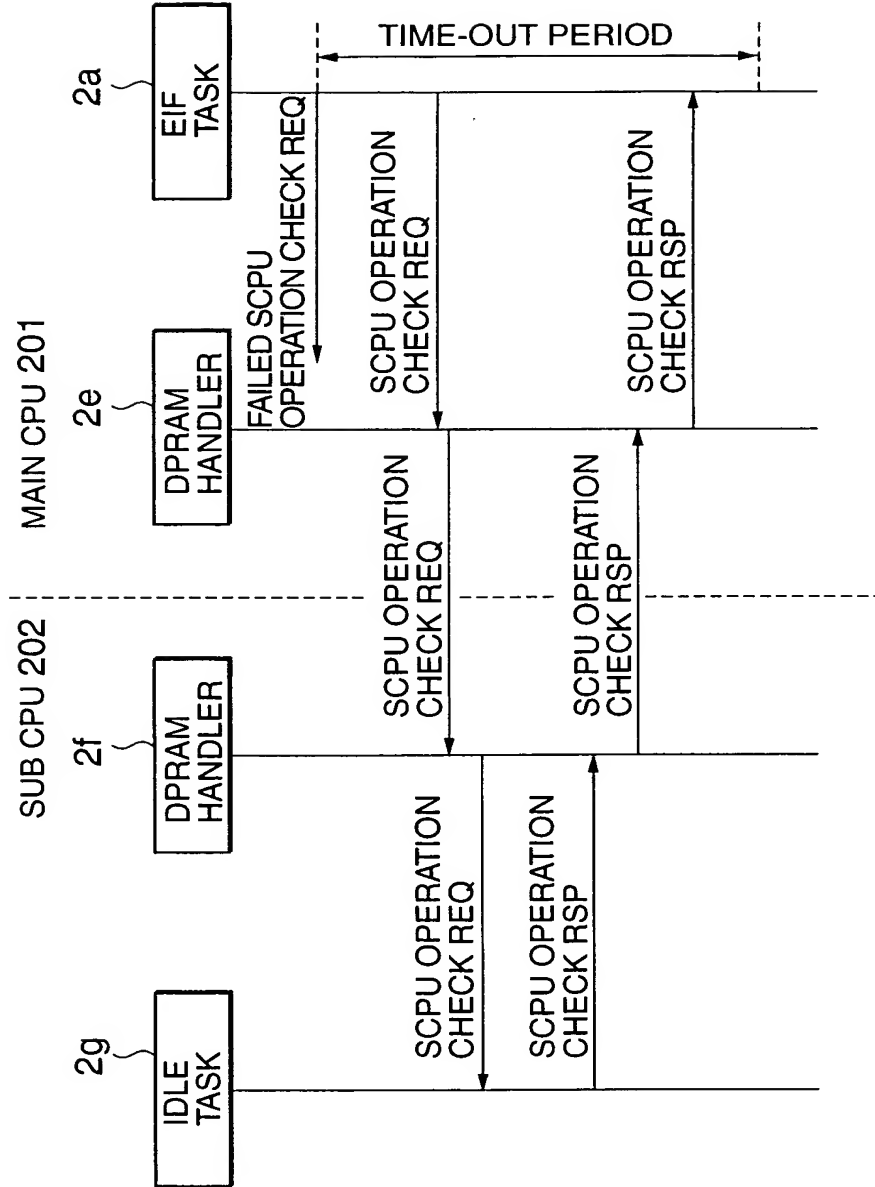 SUB CPU 202
MAIN CPU 201
2g
2f
2e
2a
IDLE
TASK
DPRAM
HANDLER
DPRAM
HANDLER
EIF
TASK
TIME-OUT PERIOD
FAILED SCPU
OPERATION CHECK REQ
SCPU OPERATION
CHECK REQ
SCPU OPERATION
CHECK REQ
SCPU OPERATION
CHECK REQ
SCPU OPERATION
CHECK RSP
SCPU OPERATION
CHECK RSP
SCPU OPERATION
CHECK RSP